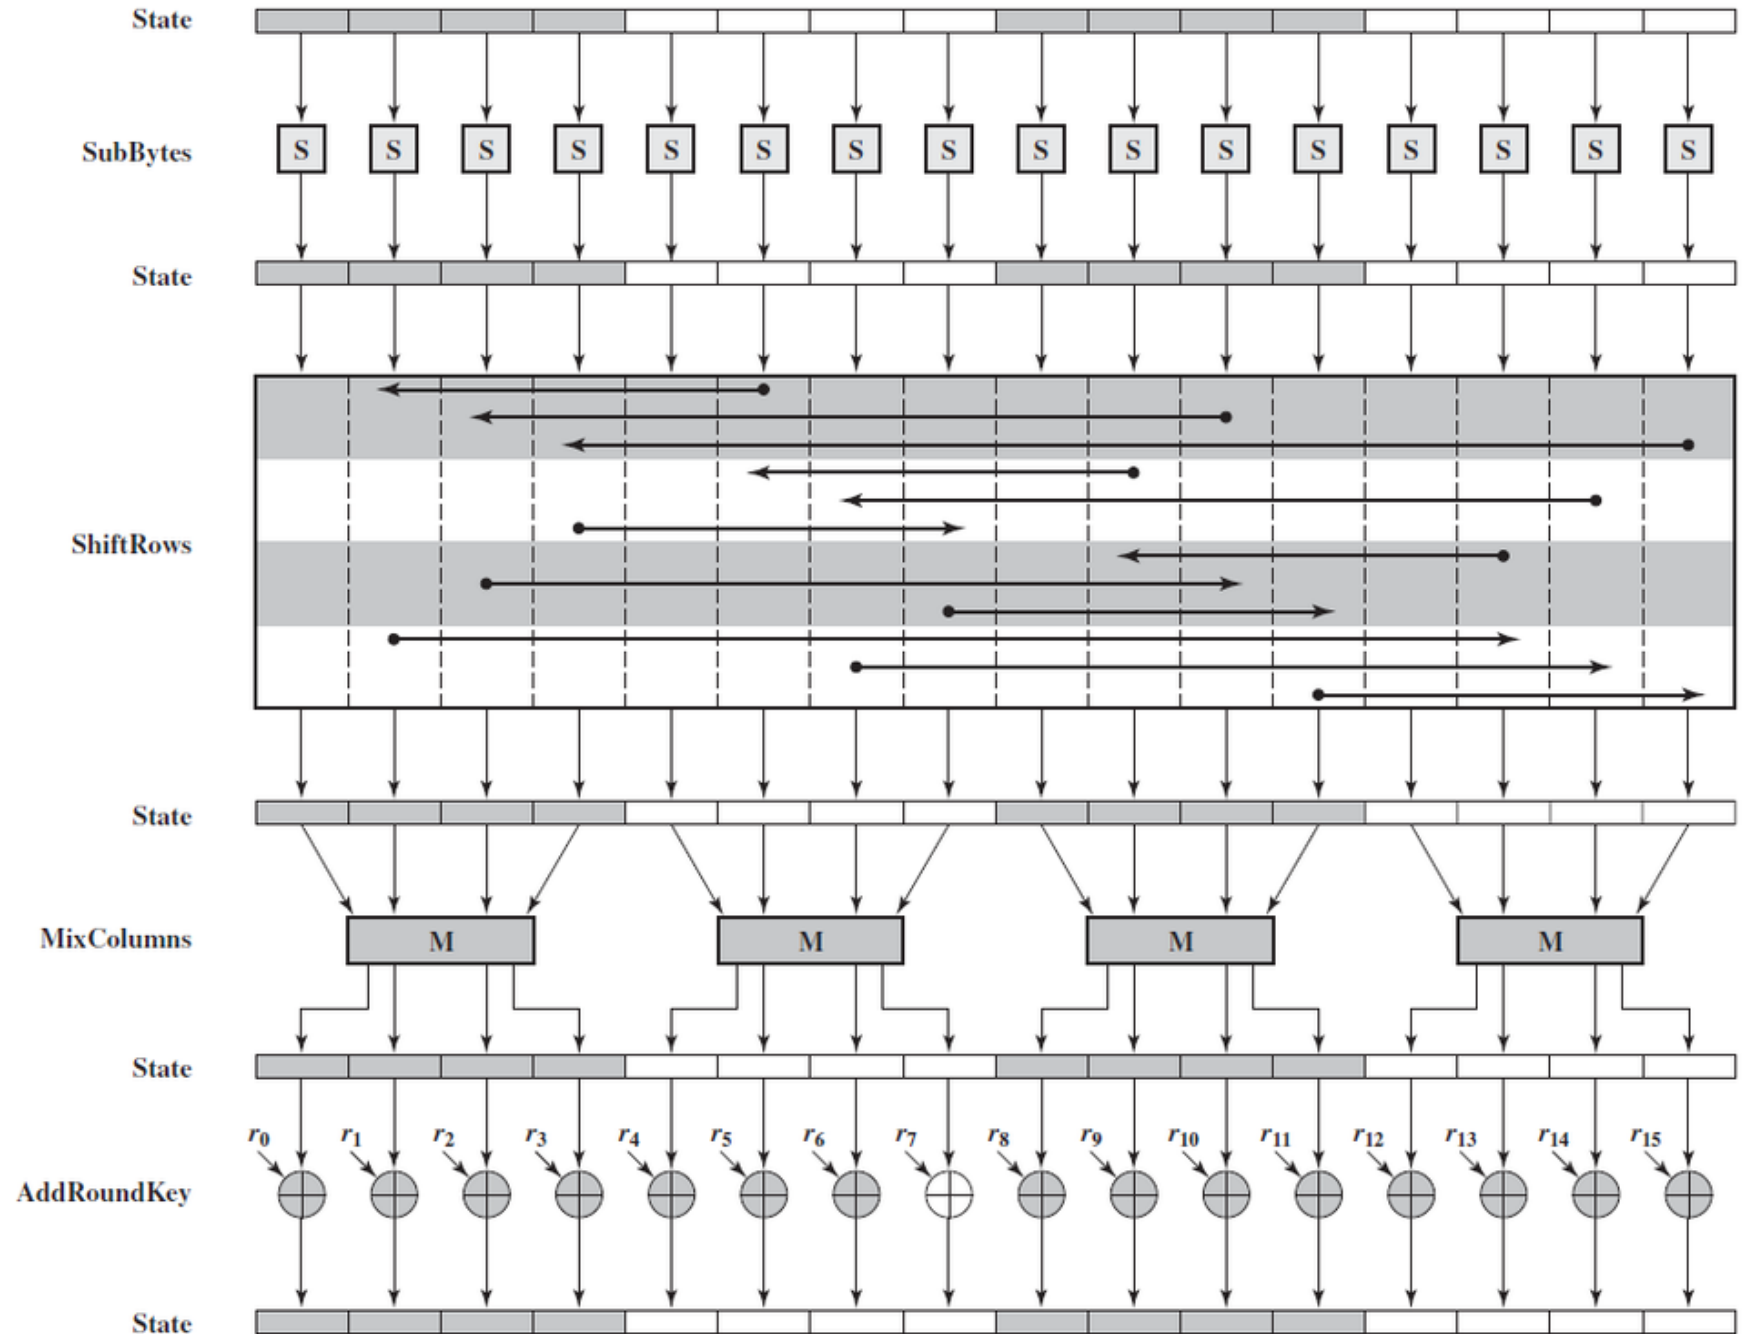 State
SubBytes S S S S S S S S S S S S S S S S
State
ShiftRows
State
MixColumns M M M M
State
r0 r1 r2 r3 r4 r5 r6 r7 r8 r9 r10 r11 r12 r13 r14 r15
AddRoundKey
State